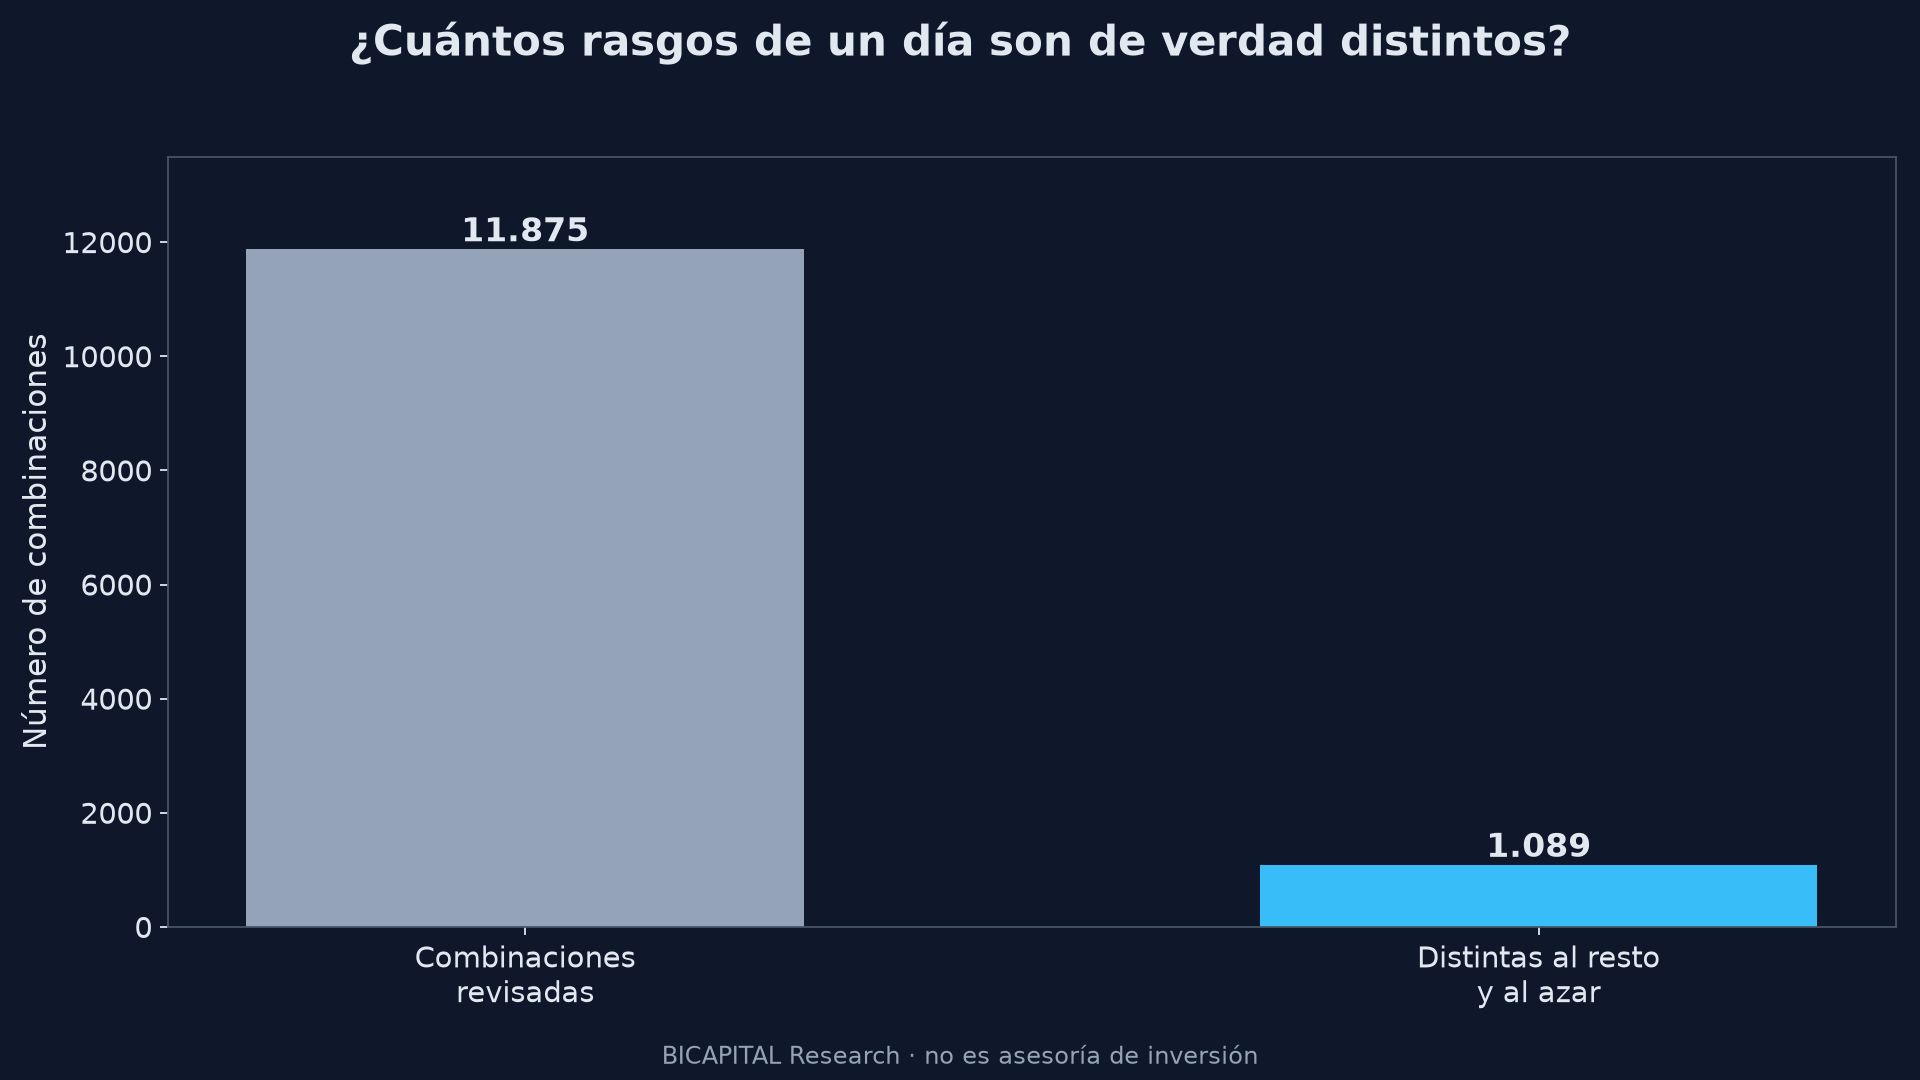 ¿Cuántos rasgos de un día son de verdad distintos?
Número de combinaciones
12000
10000
8000
6000
4000
2000
0
11.875
1.089
Combinaciones
revisadas
Distintas al resto
y al azar
BICAPITAL Research · no es asesoría de inversión